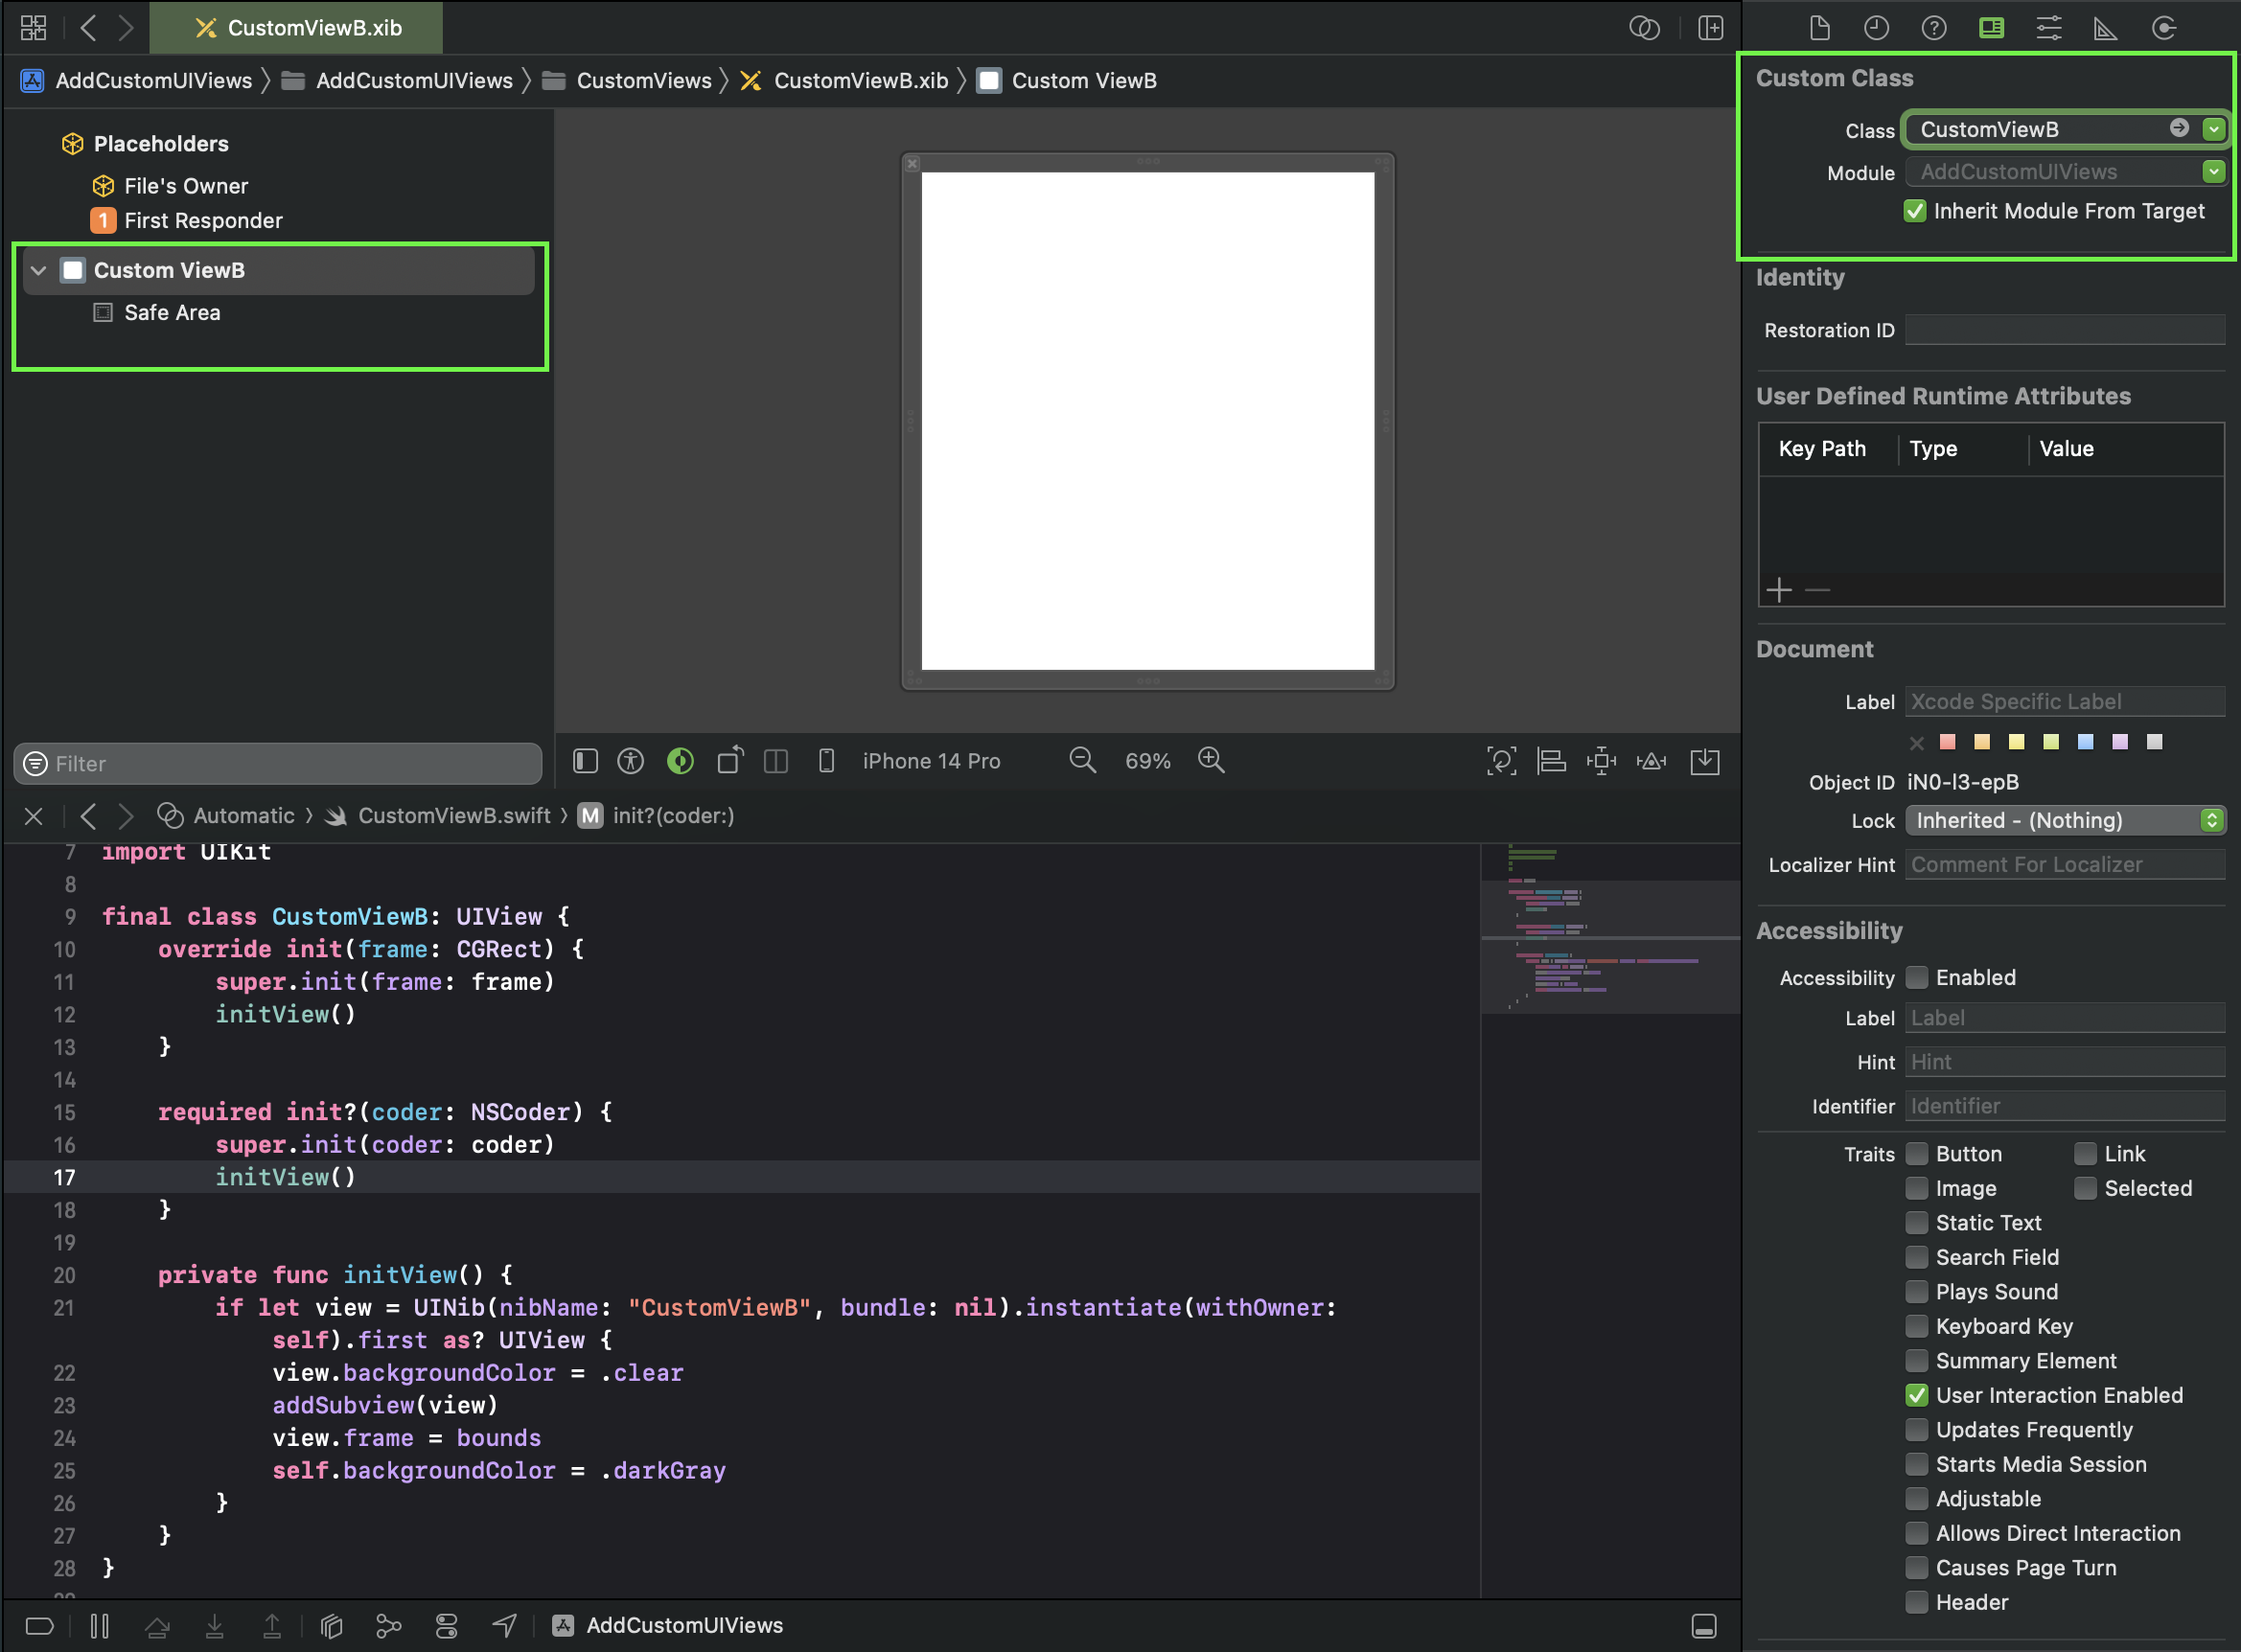 CustomViewB.xib
AddCustomUIViews 〉 AddCustomUIViews 〉 CustomViews 〉 CustomViewB.xib 〉 Custom ViewB
Placeholders
File's Owner
1 First Responder
Custom ViewB
Safe Area
Filter
iPhone 14 Pro
69%
Automatic 〉 CustomViewB.swift 〉 M init?(coder:)
7 import UIKit
8
9 final class CustomViewB: UIView {
10 override init(frame: CGRect) {
11 super.init(frame: frame)
12 initView()
13 }
14
15 required init?(coder: NSCoder) {
16 super.init(coder: coder)
17 initView()
18 }
19
20 private func initView() {
21 if let view = UINib(nibName: "CustomViewB", bundle: nil).instantiate(withOwner:
self).first as? UIView {
22 view.backgroundColor = .clear
23 addSubview(view)
24 view.frame = bounds
25 self.backgroundColor = .darkGray
26 }
27 }
28 }
AddCustomUIViews
Custom Class
Class CustomViewB
Module AddCustomUIViews
Inherit Module From Target
Identity
Restoration ID
User Defined Runtime Attributes
Key Path Type Value
Document
Label Xcode Specific Label
Object ID iN0-l3-epB
Lock Inherited - (Nothing)
Localizer Hint Comment For Localizer
Accessibility
Accessibility Enabled
Label Label
Hint Hint
Identifier Identifier
Traits Button Link
Image Selected
Static Text
Search Field
Plays Sound
Keyboard Key
Summary Element
User Interaction Enabled
Updates Frequently
Starts Media Session
Adjustable
Allows Direct Interaction
Causes Page Turn
Header